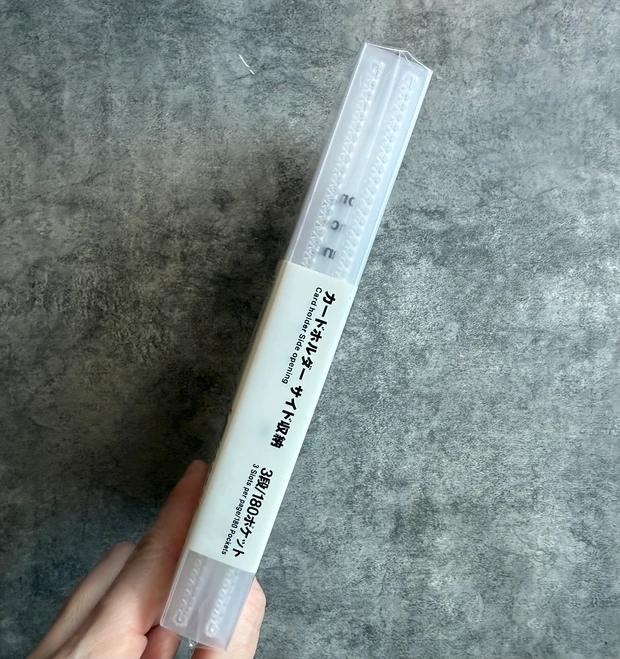 カードホルダー サイド収納
Card holder Side opening
3段/180ポケット
3 Slots per page/180 Pockets